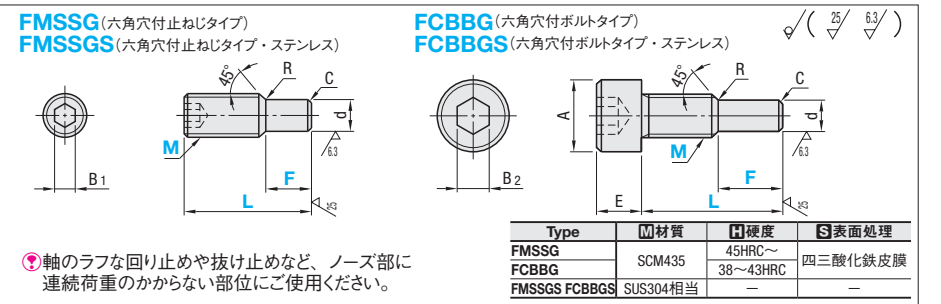 FMSSG(六角穴付止ねじタイプ)
FMSSGS(六角穴付止ねじタイプ・ステンレス)
45°
R
C
d
M
6.3
B1
F
L
25
FCBBG(六角穴付ボルトタイプ)
FCBBGS(六角穴付ボルトタイプ・ステンレス)
( 25 6.3 )
45°
R
C
A
d
M
6.3
B2
F
E
L
25
軸のラフな回り止めや抜け止めなど、ノーズ部に
連続荷重のかからない部位にご使用ください。
Type M材質 H硬度 S表面処理
FMSSG SCM435 45HRC〜 四三酸化鉄皮膜
FCBBG 38〜43HRC
FMSSGS FCBBGS SUS304相当 − −